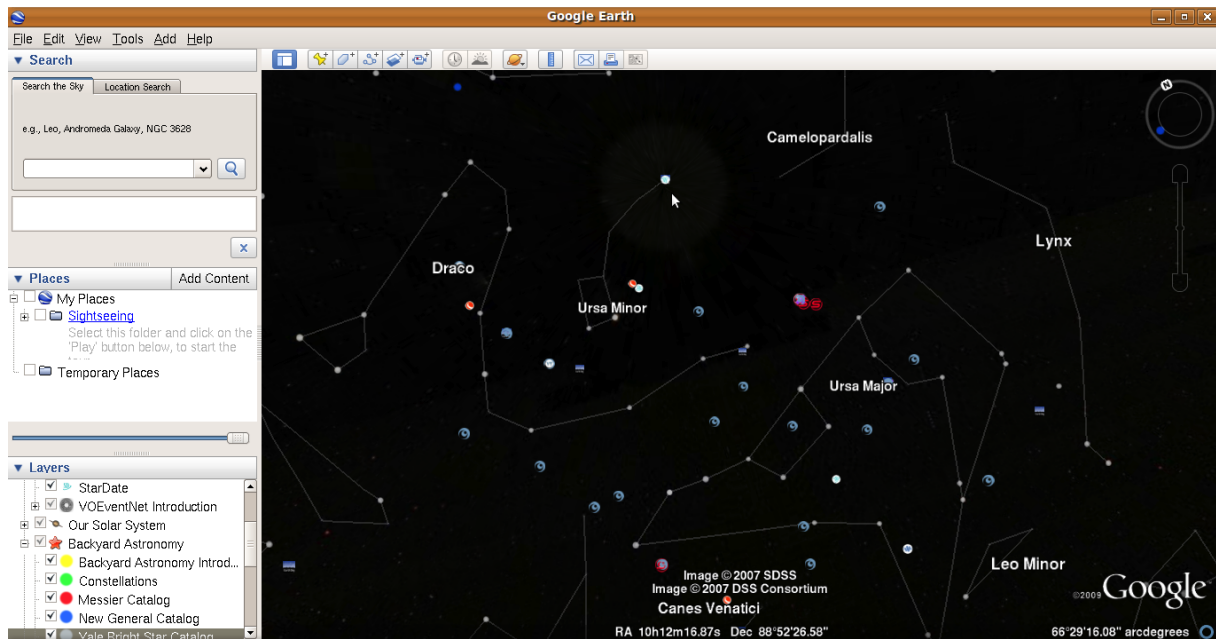 Google Earth
File Edit View Tools Add Help
Search
Search the Sky Location Search
e.g., Leo, Andromeda Galaxy, NGC 3628
Places Add Content
My Places
Sightseeing
Select this folder and click on the
'Play' button below, to start the
Temporary Places
Layers
StarDate
VOEventNet Introduction
Our Solar System
Backyard Astronomy
Backyard Astronomy Introd...
Constellations
Messier Catalog
New General Catalog
Yale Bright Star Catalog
N
Camelopardalis
Lynx
Draco
Ursa Minor
Ursa Major
Leo Minor
Image © 2007 SDSS
Image © 2007 DSS Consortium
©2009 Google
Canes Venatici
RA 10h12m16.87s Dec 88°52'26.58"
66°29'16.08" arcdegrees